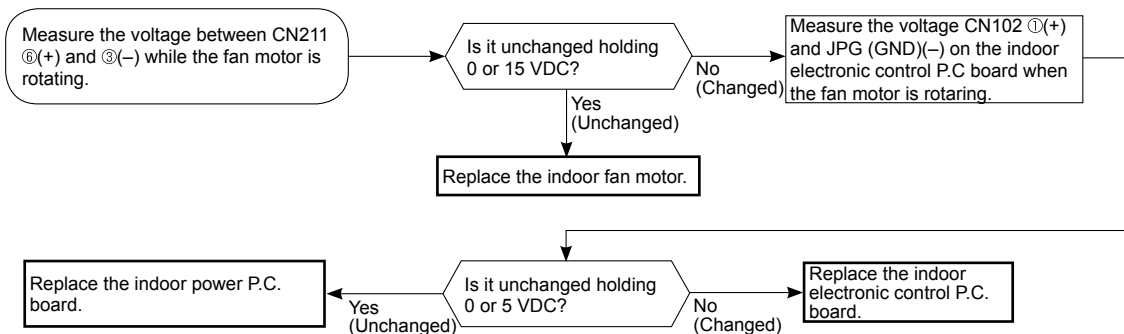 Measure the voltage between CN211
⑥(+) and ③(–) while the fan motor is
rotating.
Is it unchanged holding
0 or 15 VDC?
No
(Changed)
Measure the voltage CN102 ①(+)
and JPG (GND)(–) on the indoor
electronic control P.C board when
the fan motor is rotaring.
Yes
(Unchanged)
Replace the indoor fan motor.
Replace the indoor power P.C.
board.
Yes
(Unchanged)
Is it unchanged holding
0 or 5 VDC?
No
(Changed)
Replace the indoor
electronic control P.C.
board.